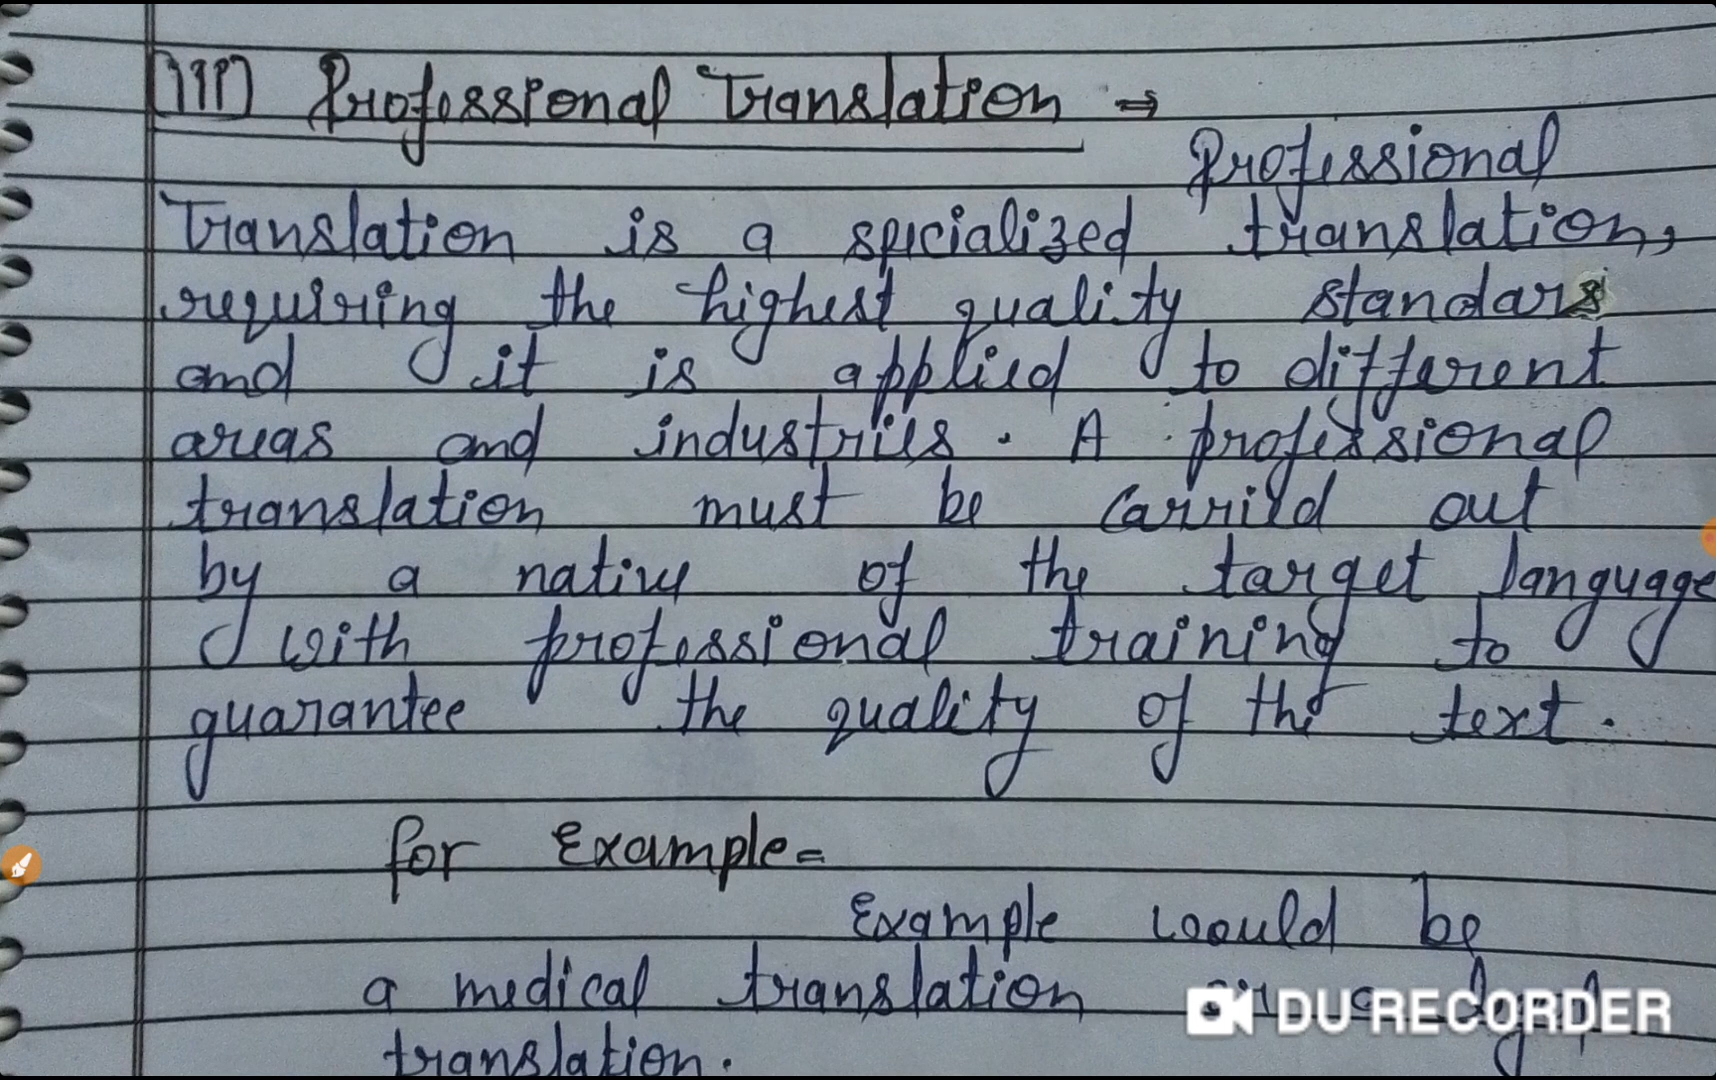 III) Professional Translation ⇒
Professional
Translation is a specialized translation,
requiring the highest quality standars
and it is applied to different
areas and industries. A professional
translation must be carried out
by a native of the target language
with professional training to
guarantee the quality of the text.
for Example=
Example would be
a medical translation or a legal
translation.
DU RECORDER